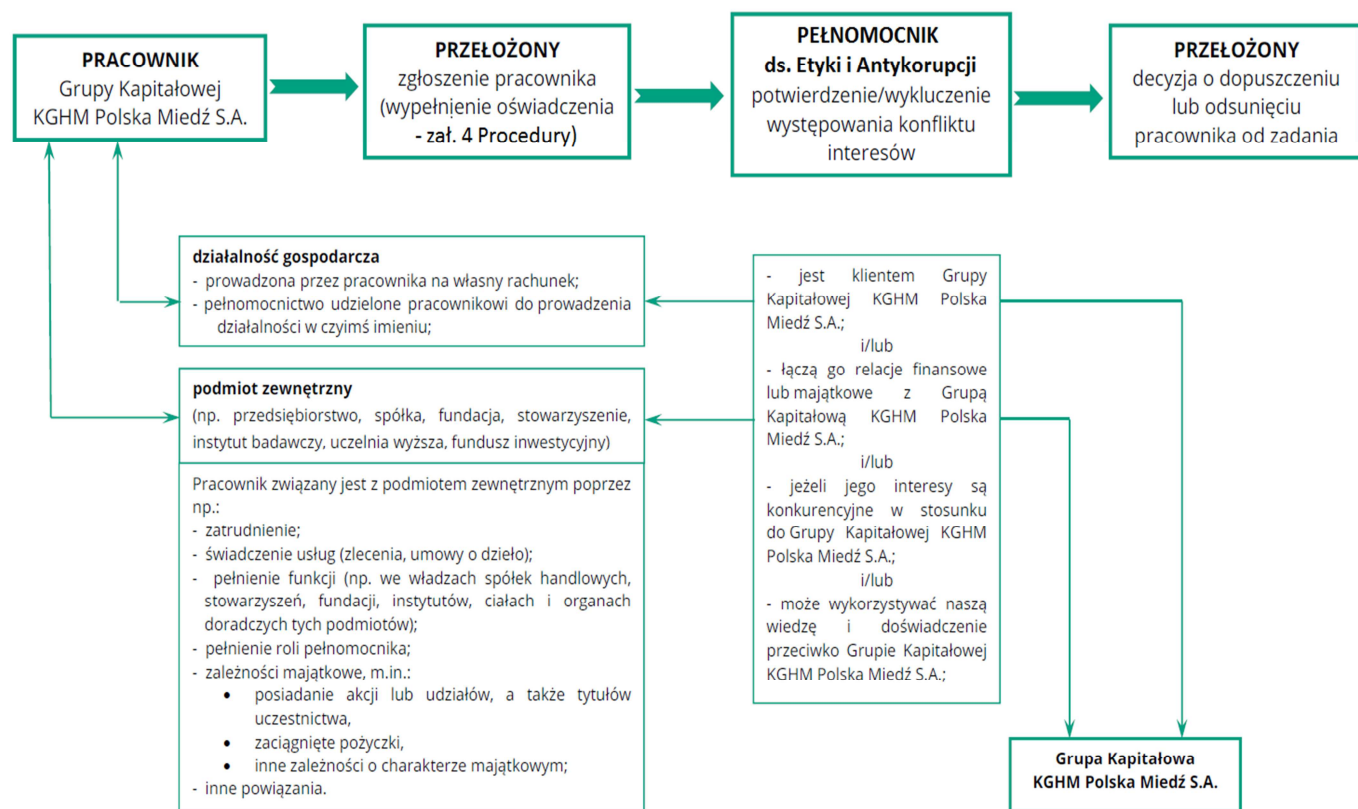 PRACOWNIK
Grupy Kapitałowej
KGHM Polska Miedź S.A.
PRZEŁOŻONY
zgłoszenie pracownika
(wypełnienie oświadczenia
- zał. 4 Procedury)
PEŁNOMOCNIK
ds. Etyki i Antykorupcji
potwierdzenie/wykluczenie
występowania konfliktu
interesów
PRZEŁOŻONY
decyzja o dopuszczeniu
lub odsunięciu
pracownika od zadania
działalność gospodarcza
- prowadzona przez pracownika na własny rachunek;
- pełnomocnictwo udzielone pracownikowi do prowadzenia
działalności w czyimś imieniu;
podmiot zewnętrzny
(np. przedsiębiorstwo, spółka, fundacja, stowarzyszenie,
instytut badawczy, uczelnia wyższa, fundusz inwestycyjny)
Pracownik związany jest z podmiotem zewnętrznym poprzez
np.:
- zatrudnienie;
- świadczenie usług (zlecenia, umowy o dzieło);
- pełnienie funkcji (np. we władzach spółek handlowych,
stowarzyszeń, fundacji, instytutów, ciałach i organach
doradczych tych podmiotów);
- pełnienie roli pełnomocnika;
- zależności majątkowe, m.in.:
• posiadanie akcji lub udziałów, a także tytułów
uczestnictwa,
• zaciągnięte pożyczki,
• inne zależności o charakterze majątkowym;
- inne powiązania.
- jest klientem Grupy
Kapitałowej KGHM Polska
Miedź S.A.;
i/lub
- łączą go relacje finansowe
lub majątkowe z Grupą
Kapitałową KGHM Polska
Miedź S.A.;
i/lub
- jeżeli jego interesy są
konkurencyjne w stosunku
do Grupy Kapitałowej KGHM
Polska Miedź S.A.;
i/lub
- może wykorzystywać naszą
wiedzę i doświadczenie
przeciwko Grupie Kapitałowej
KGHM Polska Miedź S.A.;
Grupa Kapitałowa
KGHM Polska Miedź S.A.